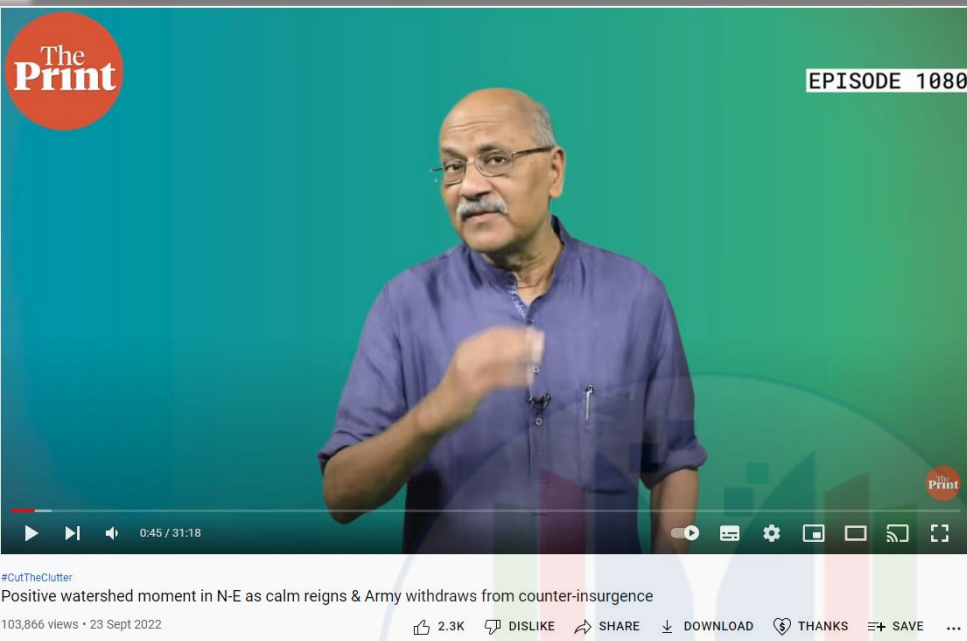 The
Print
EPISODE 1080
The
Print
0:45 / 31:18
#CutTheClutter
Positive watershed moment in N-E as calm reigns & Army withdraws from counter-insurgence
103,866 views • 23 Sept 2022
2.3K DISLIKE SHARE DOWNLOAD THANKS SAVE ...